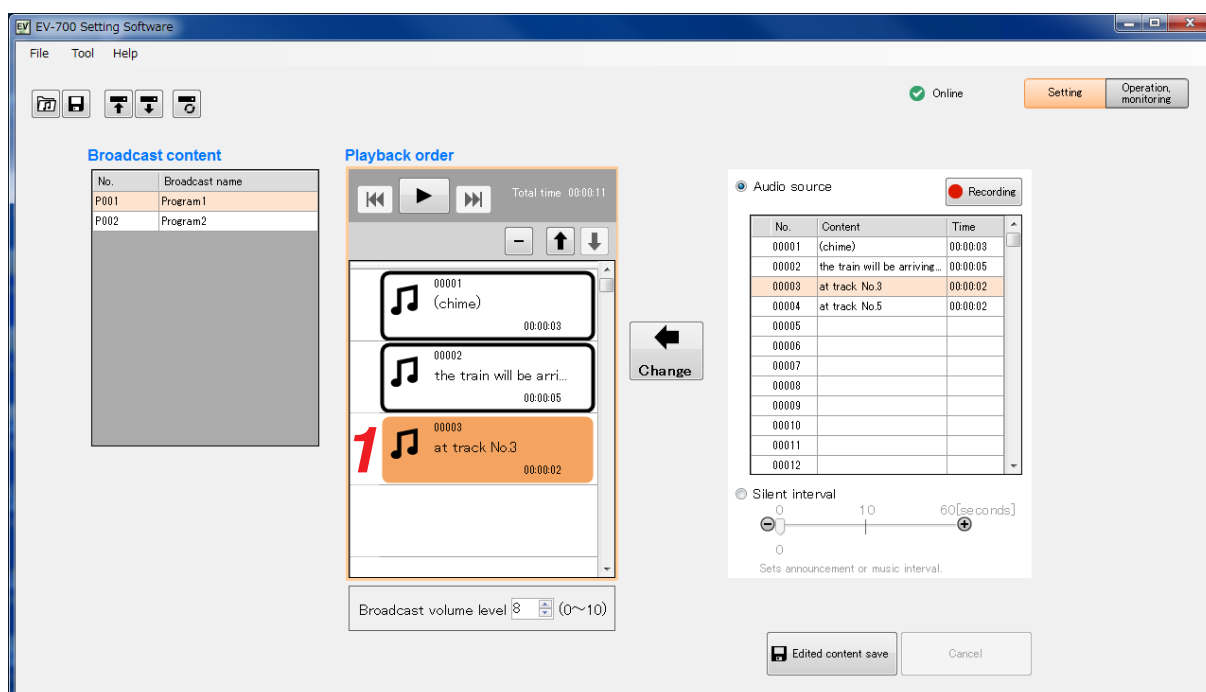 EV EV-700 Setting Software
File Tool Help
Online
Setting
Operation,
monitoring
Broadcast content
No. Broadcast name
P001 Program1
P002 Program2
Playback order
Total time 00:00:11
00001
(chime)
00:00:03
00002
the train will be arri...
00:00:05
1
00003
at track No.3
00:00:02
Broadcast volume level 8 (0~10)
Change
Audio source
Recording
No. Content Time
00001 (chime) 00:00:03
00002 the train will be arriving... 00:00:05
00003 at track No.3 00:00:02
00004 at track No.5 00:00:02
00005
00006
00007
00008
00009
00010
00011
00012
Silent interval
0 10 60[seconds]
0
Sets announcement or music interval.
Edited content save
Cancel